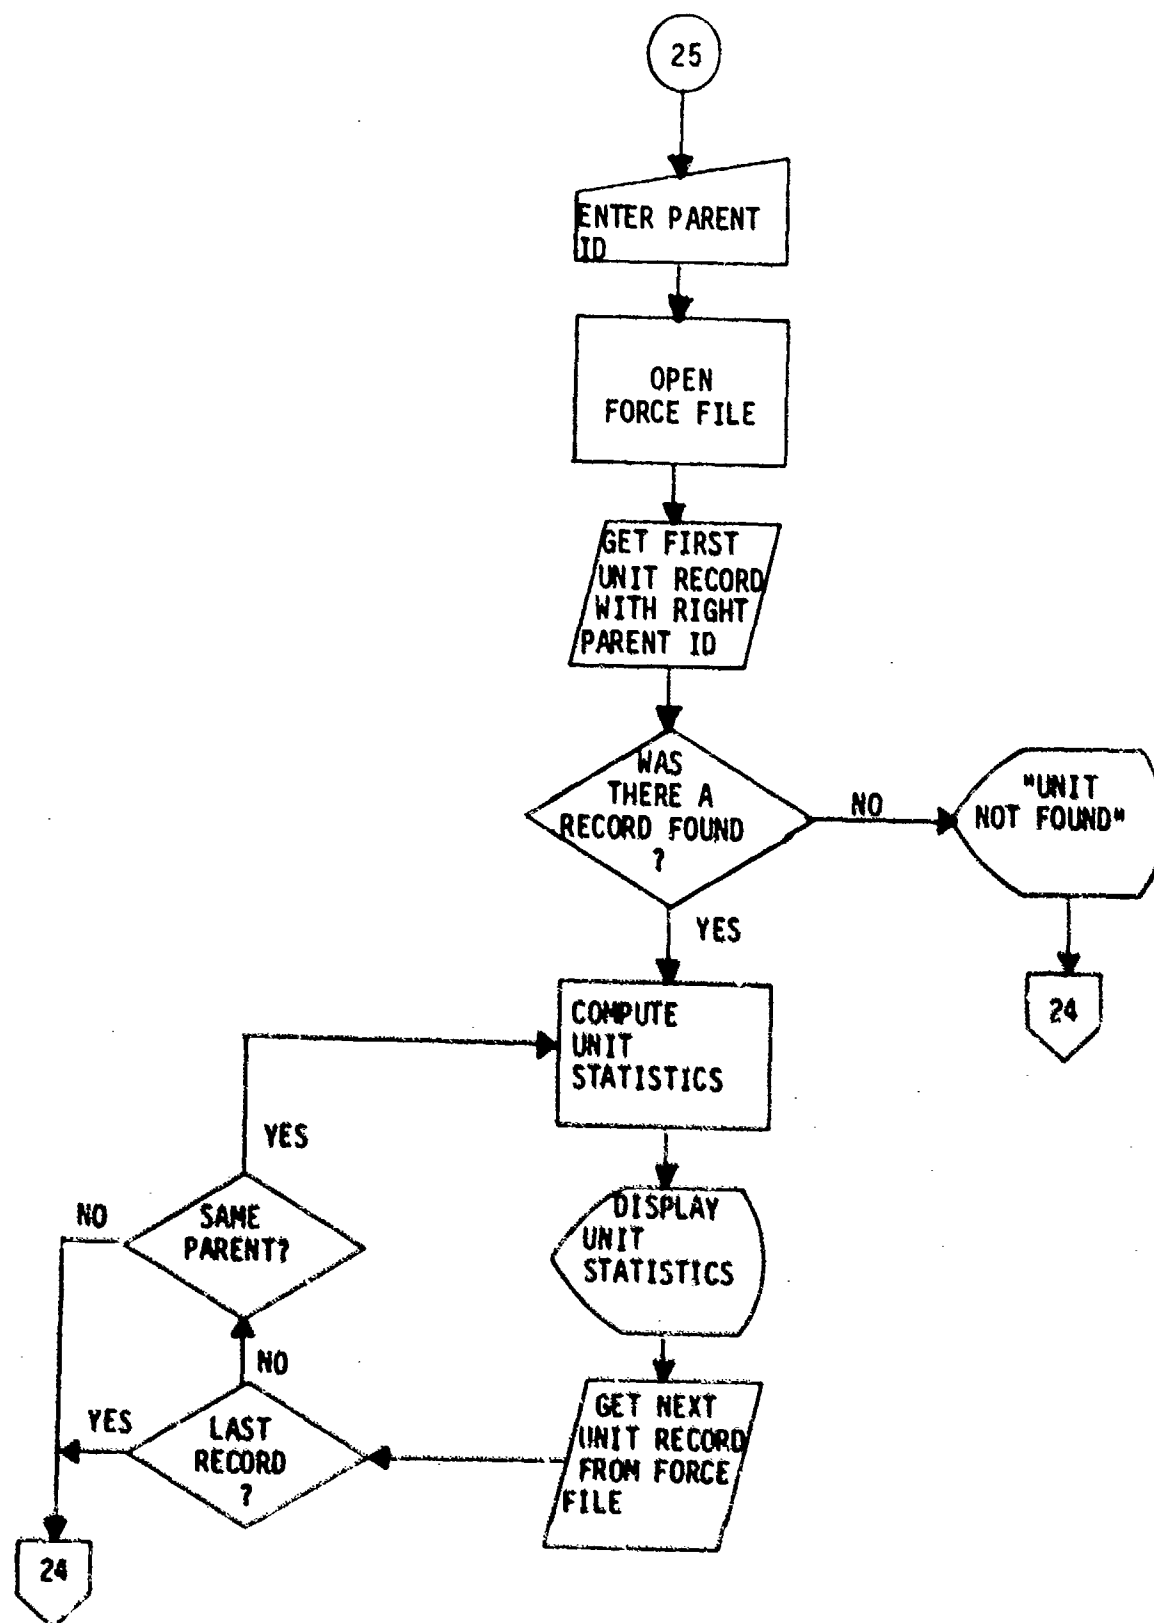 25
ENTER PARENT
ID
OPEN
FORCE FILE
GET FIRST
UNIT RECORD
WITH RIGHT
PARENT ID
WAS
THERE A
RECORD FOUND
?
NO
"UNIT
NOT FOUND"
24
YES
COMPUTE
UNIT
STATISTICS
DISPLAY
UNIT
STATISTICS
GET NEXT
UNIT RECORD
FROM FORCE
FILE
LAST
RECORD
?
YES
NO
SAME
PARENT?
YES
NO
24